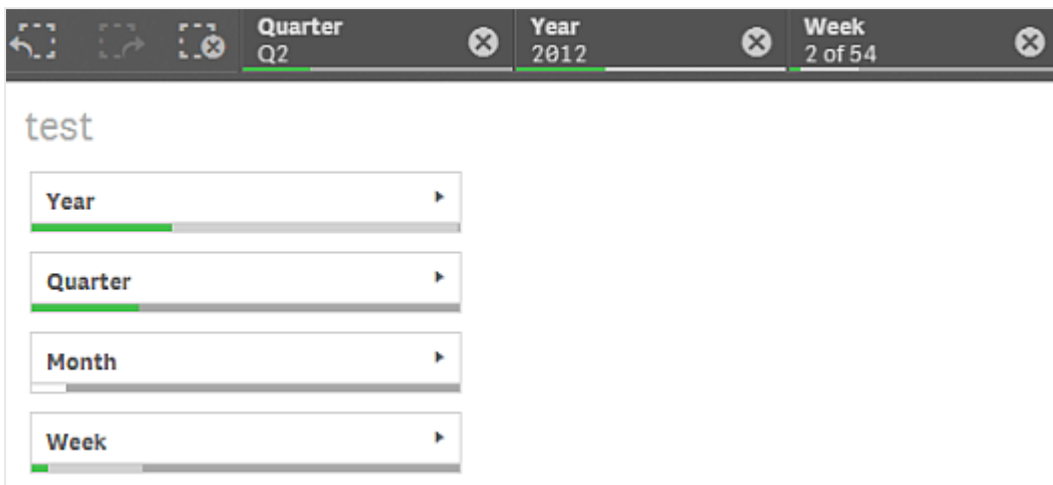 Quarter
Q2
Year
2012
Week
2 of 54
test
Year
Quarter
Month
Week